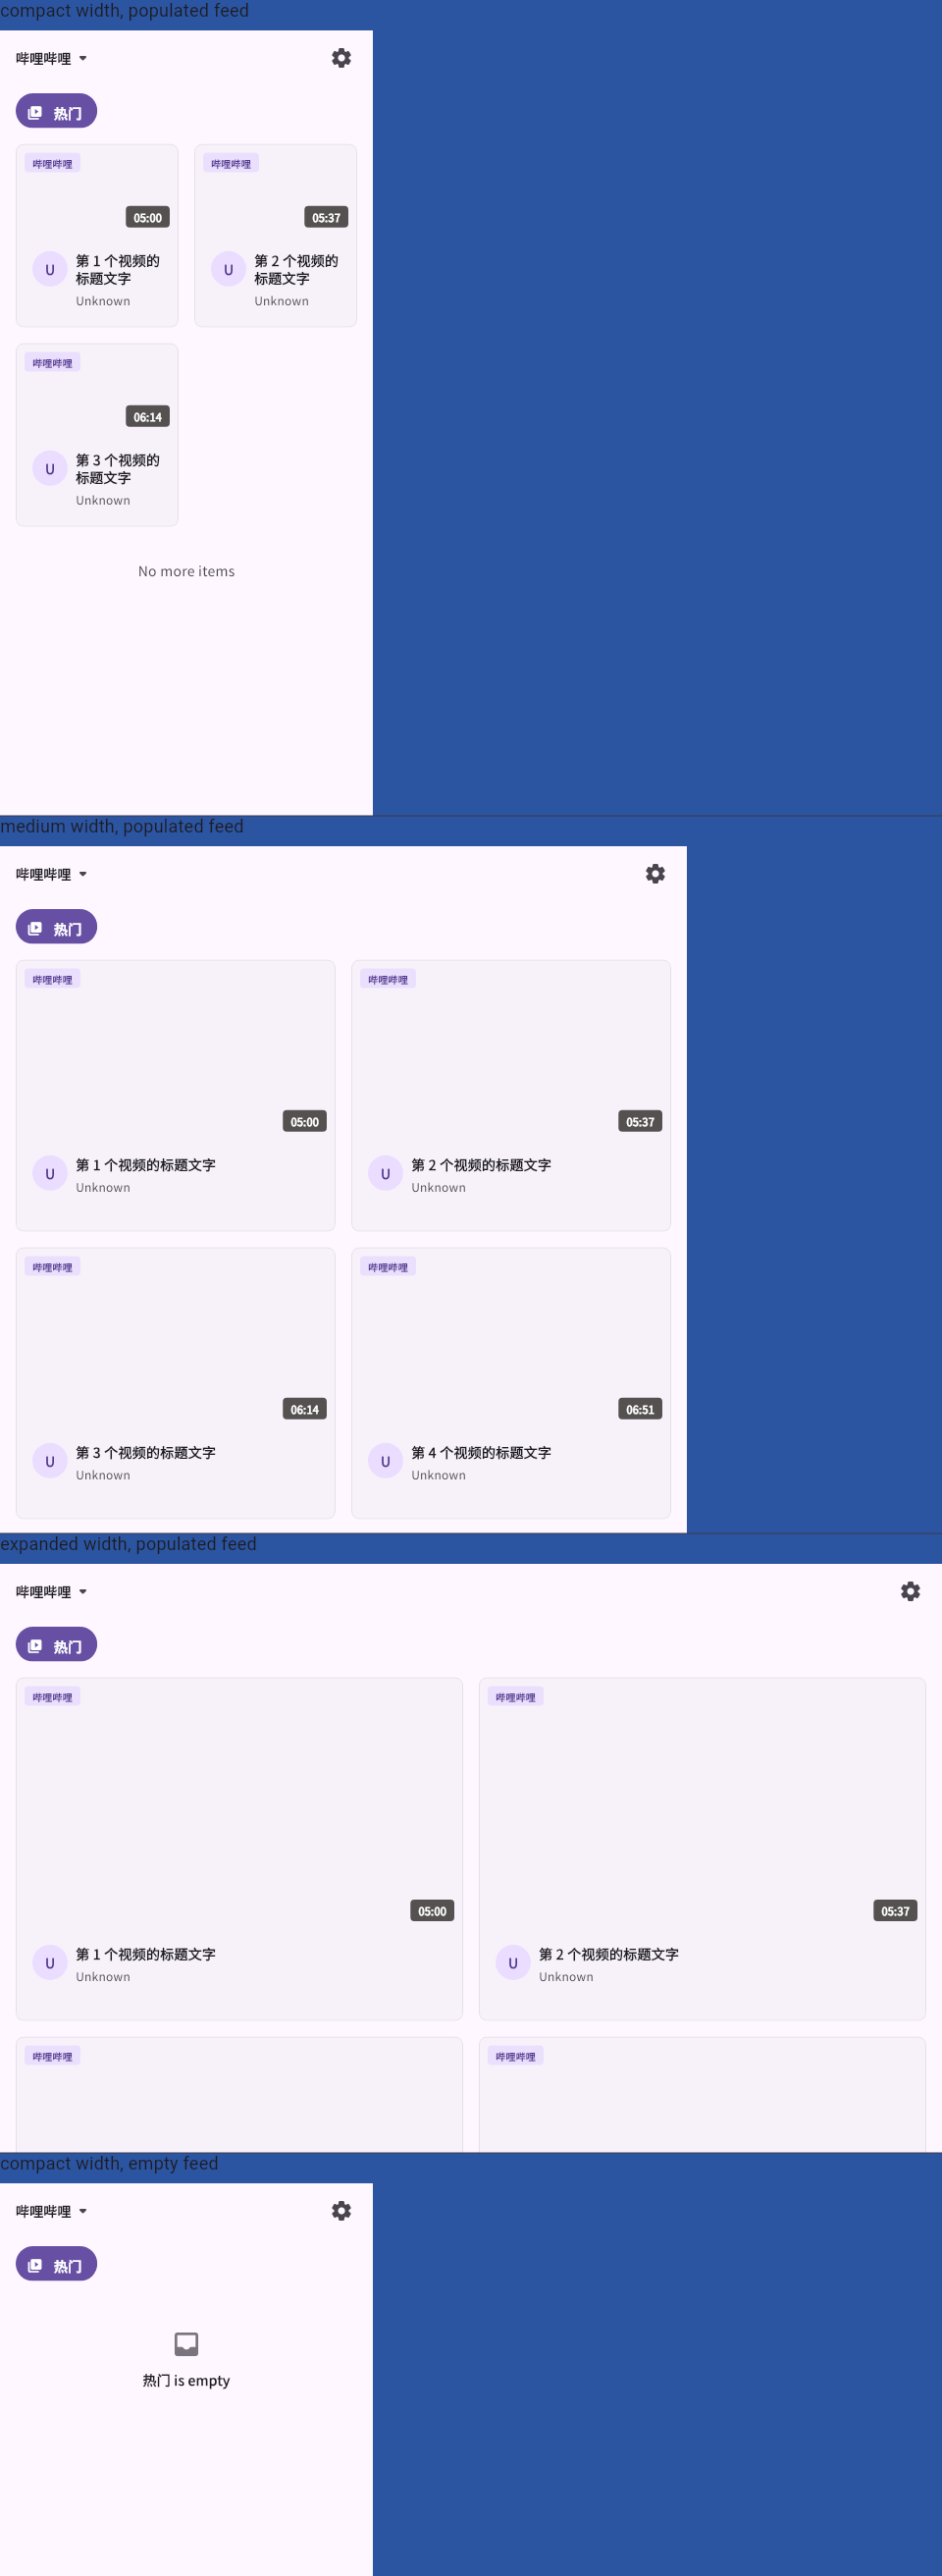 compact width, populated feed
哔哩哔哩
热门
哔哩哔哩
05:00
U
第 1 个视频的
标题文字
Unknown
哔哩哔哩
05:37
U
第 2 个视频的
标题文字
Unknown
哔哩哔哩
06:14
U
第 3 个视频的
标题文字
Unknown
No more items
medium width, populated feed
哔哩哔哩
热门
哔哩哔哩
05:00
U
第 1 个视频的标题文字
Unknown
哔哩哔哩
05:37
U
第 2 个视频的标题文字
Unknown
哔哩哔哩
06:14
U
第 3 个视频的标题文字
Unknown
哔哩哔哩
06:51
U
第 4 个视频的标题文字
Unknown
expanded width, populated feed
哔哩哔哩
热门
哔哩哔哩
05:00
U
第 1 个视频的标题文字
Unknown
哔哩哔哩
05:37
U
第 2 个视频的标题文字
Unknown
哔哩哔哩
哔哩哔哩
compact width, empty feed
哔哩哔哩
热门
热门 is empty